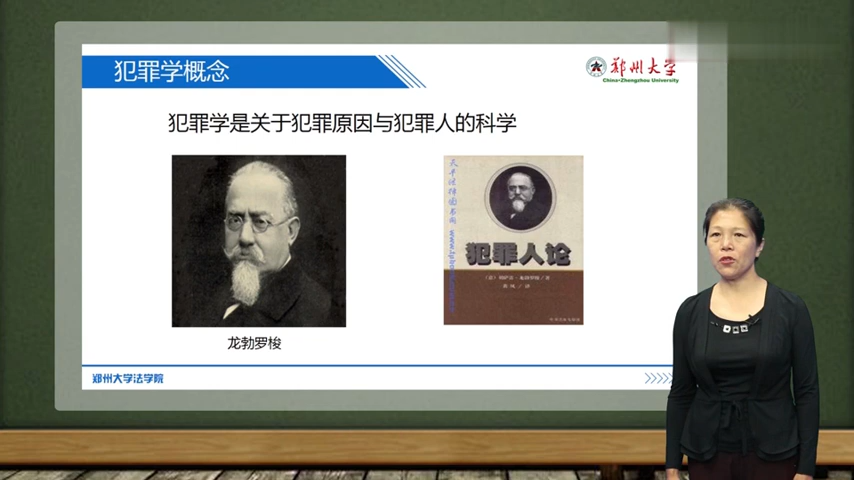 犯罪学概念
郑州大学
China•Zhengzhou University
犯罪学是关于犯罪原因与犯罪人的科学
犯罪人论
龙勃罗梭
郑州大学法学院